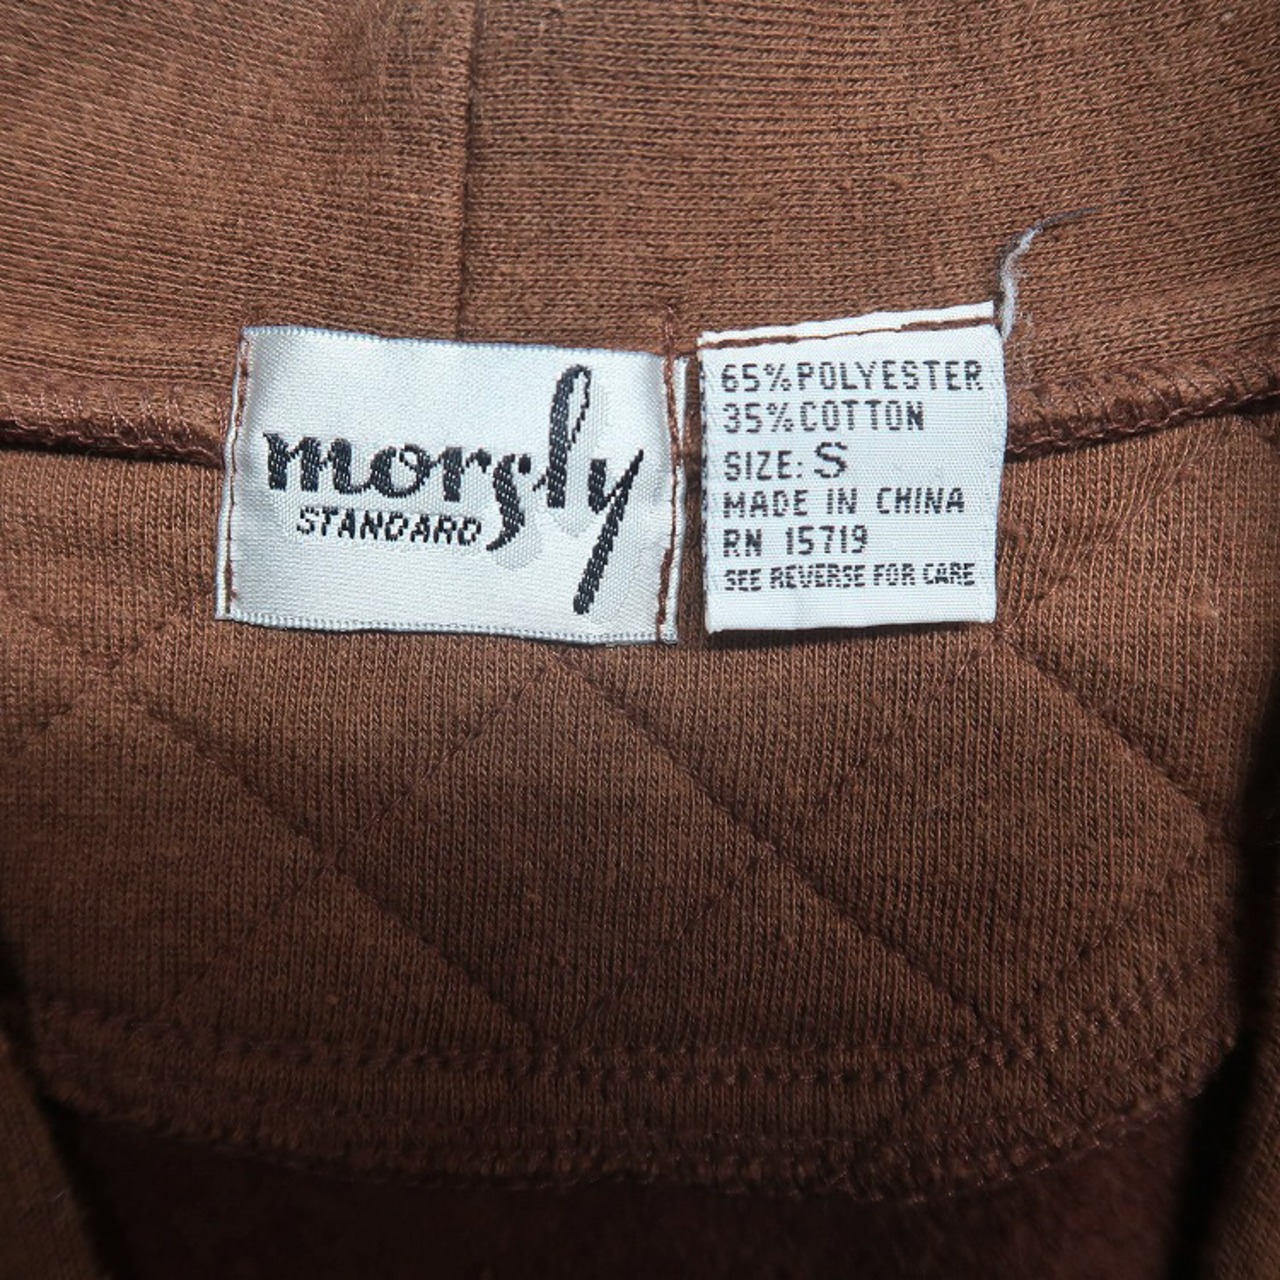 morsly
STANDARD
65% POLYESTER
35% COTTON
SIZE: S
MADE IN CHINA
RN 15719
SEE REVERSE FOR CARE